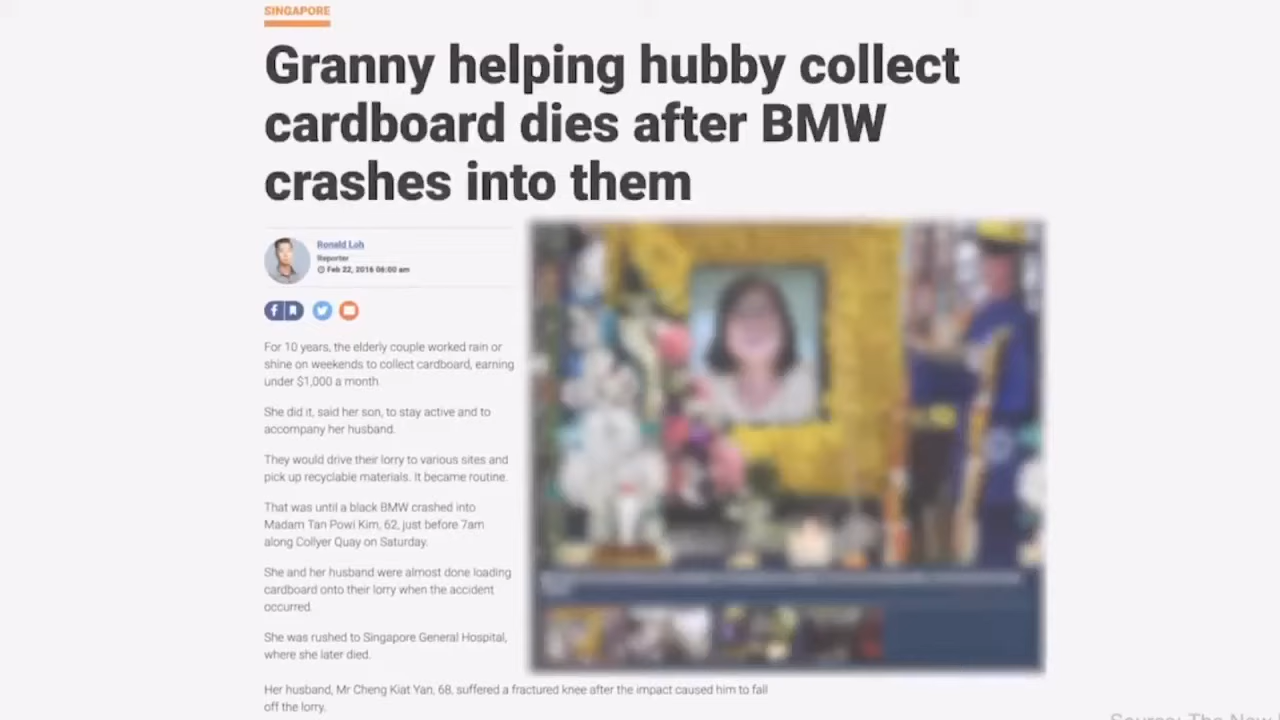 SINGAPORE
Granny helping hubby collect
cardboard dies after BMW
crashes into them
Ronald Loh
Reporter
Feb 22, 2016 06:00 am
For 10 years, the elderly couple worked rain or
shine on weekends to collect cardboard, earning
under $1,000 a month.
She did it, said her son, to stay active and to
accompany her husband.
They would drive their lorry to various sites and
pick up recyclable materials. It became routine.
That was until a black BMW crashed into
Madam Tan Powi Kim, 62, just before 7am
along Collyer Quay on Saturday.
She and her husband were almost done loading
cardboard onto their lorry when the accident
occurred.
She was rushed to Singapore General Hospital,
where she later died.
Her husband, Mr Cheng Kiat Yan, 68, suffered a fractured knee after the impact caused him to fall
off the lorry.
Source: The New